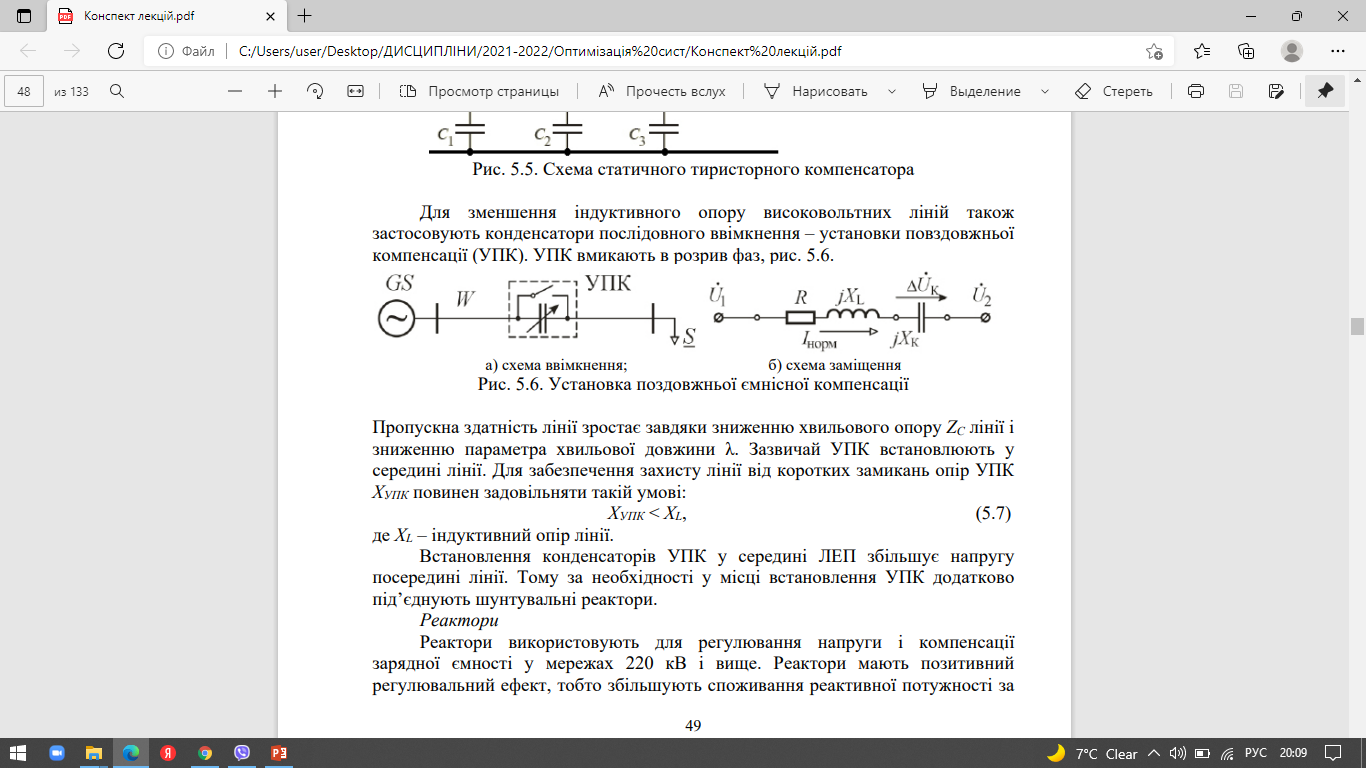 Конспект лекцій.pdf
Файл
C:/Users/user/Desktop/ДИСЦИПЛІНИ/2021-2022/Оптимізація%20сист/Конспект%20лекцій.pdf
48 из 133
Просмотр страницы
Прочесть вслух
Нарисовать
Выделение
Стереть
C1 C2 C3
Рис. 5.5. Схема статичного тиристорного компенсатора
Для зменшення індуктивного опору високовольтних ліній також
застосовують конденсатори послідовного ввімкнення – установки повздовжньої
компенсації (УПК). УПК вмикають в розрив фаз, рис. 5.6.
GS W УПК S
U̇1 R jXL ΔU̇К U̇2
Iнорм jXК
а) схема ввімкнення; б) схема заміщення
Рис. 5.6. Установка поздовжньої ємнісної компенсації
Пропускна здатність лінії зростає завдяки зниженню хвильового опору ZC лінії і
зниженню параметра хвильової довжини λ. Зазвичай УПК встановлюють у
середині лінії. Для забезпечення захисту лінії від коротких замикань опір УПК
XУПК повинен задовільняти такій умові:
XУПК < XL, (5.7)
де XL – індуктивний опір лінії.
Встановлення конденсаторів УПК у середині ЛЕП збільшує напругу
посередині лінії. Тому за необхідності у місці встановлення УПК додатково
під’єднують шунтувальні реактори.
Реактори
Реактори використовують для регулювання напруги і компенсації
зарядної ємності у мережах 220 кВ і вище. Реактори мають позитивний
регулювальний ефект, тобто збільшують споживання реактивної потужності за
49
7°C Clear
РУС
20:09